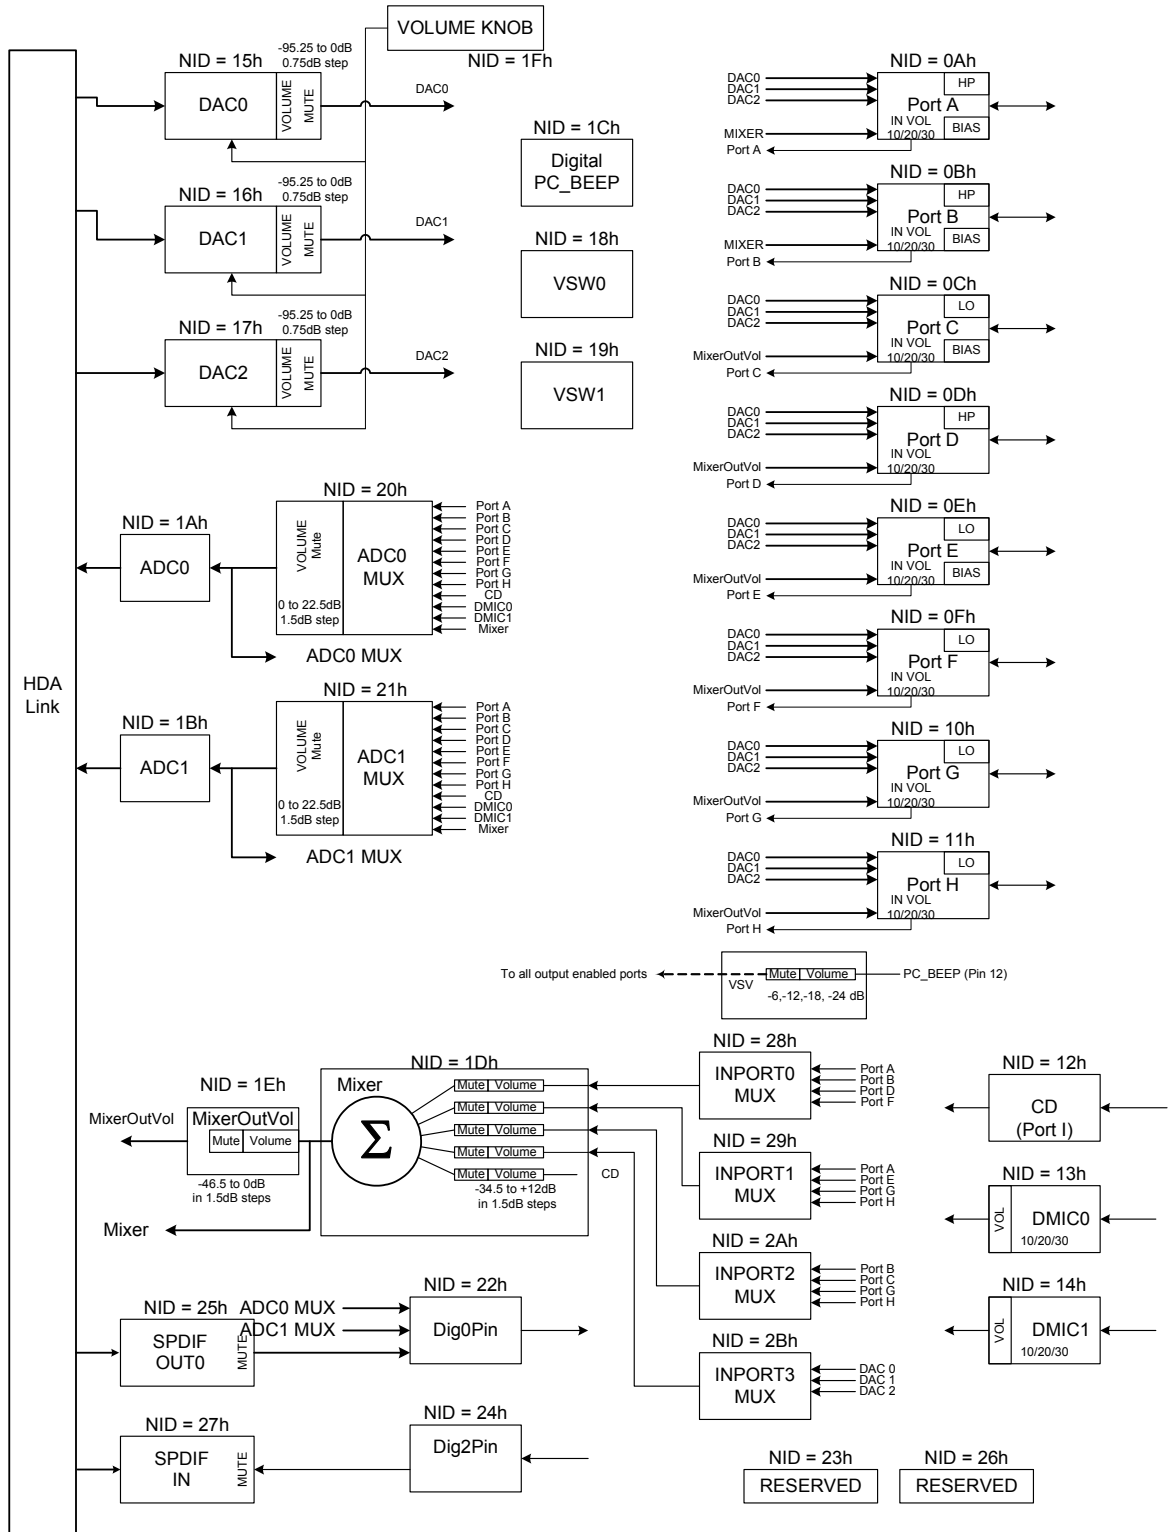 VOLUME KNOB
NID = 1Fh
HDA
Link
NID = 15h
-95.25 to 0dB
0.75dB step
DAC0
VOLUME
MUTE
DAC0
NID = 16h
-95.25 to 0dB
0.75dB step
DAC1
VOLUME
MUTE
DAC1
NID = 17h
-95.25 to 0dB
0.75dB step
DAC2
VOLUME
MUTE
DAC2
NID = 1Ch
Digital
PC_BEEP
NID = 18h
VSW0
NID = 19h
VSW1
NID = 0Ah
DAC0
DAC1
DAC2
MIXER
Port A
HP
Port A
IN VOL
10/20/30
BIAS
NID = 0Bh
DAC0
DAC1
DAC2
MIXER
Port B
HP
Port B
IN VOL
10/20/30
BIAS
NID = 0Ch
DAC0
DAC1
DAC2
MixerOutVol
Port C
LO
Port C
IN VOL
10/20/30
BIAS
NID = 0Dh
DAC0
DAC1
DAC2
MixerOutVol
Port D
HP
Port D
IN VOL
10/20/30
NID = 0Eh
DAC0
DAC1
DAC2
MixerOutVol
Port E
LO
Port E
IN VOL
10/20/30
BIAS
NID = 0Fh
DAC0
DAC1
DAC2
MixerOutVol
Port F
LO
Port F
IN VOL
10/20/30
NID = 10h
DAC0
DAC1
DAC2
MixerOutVol
Port G
LO
Port G
IN VOL
10/20/30
NID = 11h
DAC0
DAC1
DAC2
MixerOutVol
Port H
LO
Port H
IN VOL
10/20/30
NID = 1Ah
ADC0
NID = 20h
VOLUME
Mute
0 to 22.5dB
1.5dB step
ADC0
MUX
Port A
Port B
Port C
Port D
Port E
Port F
Port G
Port H
CD
DMIC0
DMIC1
Mixer
ADC0 MUX
NID = 1Bh
ADC1
NID = 21h
VOLUME
Mute
0 to 22.5dB
1.5dB step
ADC1
MUX
Port A
Port B
Port C
Port D
Port E
Port F
Port G
Port H
CD
DMIC0
DMIC1
Mixer
ADC1 MUX
To all output enabled ports
VSV
Mute Volume
-6,-12,-18, -24 dB
PC_BEEP (Pin 12)
NID = 1Eh
MixerOutVol
MixerOutVol
Mute Volume
-46.5 to 0dB
in 1.5dB steps
Mixer
NID = 1Dh
Mixer
Σ
Mute Volume
Mute Volume
Mute Volume
Mute Volume
Mute Volume
CD
-34.5 to +12dB
in 1.5dB steps
NID = 28h
INPORT0
MUX
Port A
Port B
Port D
Port F
NID = 29h
INPORT1
MUX
Port A
Port E
Port G
Port H
NID = 2Ah
INPORT2
MUX
Port B
Port C
Port G
Port H
NID = 2Bh
INPORT3
MUX
DAC 0
DAC 1
DAC 2
NID = 12h
CD
(Port I)
NID = 13h
VOL
DMIC0
10/20/30
NID = 14h
VOL
DMIC1
10/20/30
NID = 25h
SPDIF
OUT0
MUTE
ADC0 MUX
ADC1 MUX
NID = 22h
Dig0Pin
NID = 27h
SPDIF
IN
MUTE
NID = 24h
Dig2Pin
NID = 23h
RESERVED
NID = 26h
RESERVED